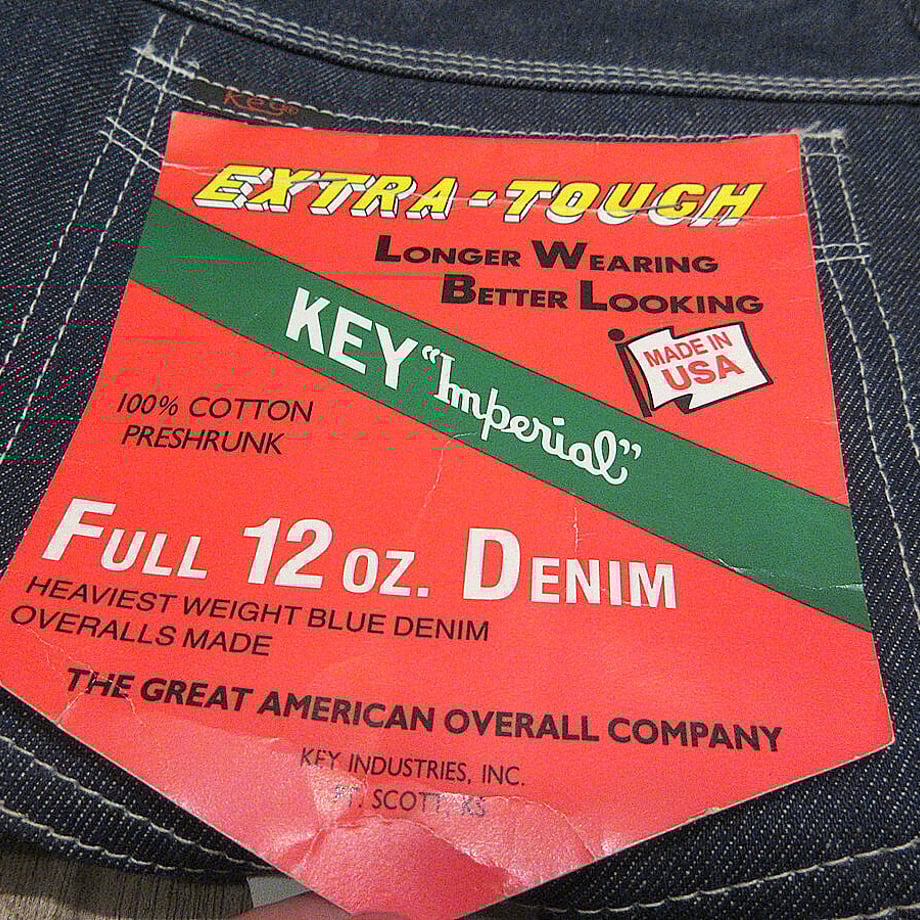 Key®
EXTRA-TOUGH
LONGER WEARING
BETTER LOOKING
KEY "Imperial"
MADE IN
USA
100% COTTON
PRESHRUNK
FULL 12 OZ. DENIM
HEAVIEST WEIGHT BLUE DENIM
OVERALLS MADE
THE GREAT AMERICAN OVERALL COMPANY
KEY INDUSTRIES, INC.
FT. SCOTT, KS